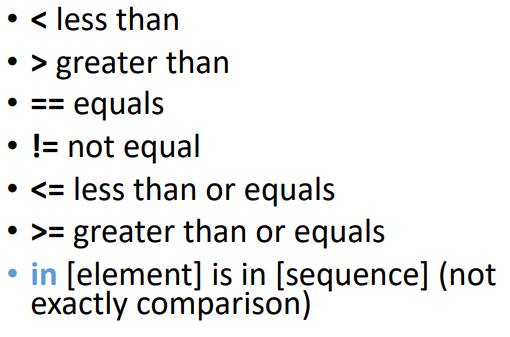 • < less than
• > greater than
• == equals
• != not equal
• <= less than or equals
• >= greater than or equals
• in [element] is in [sequence] (not
exactly comparison)